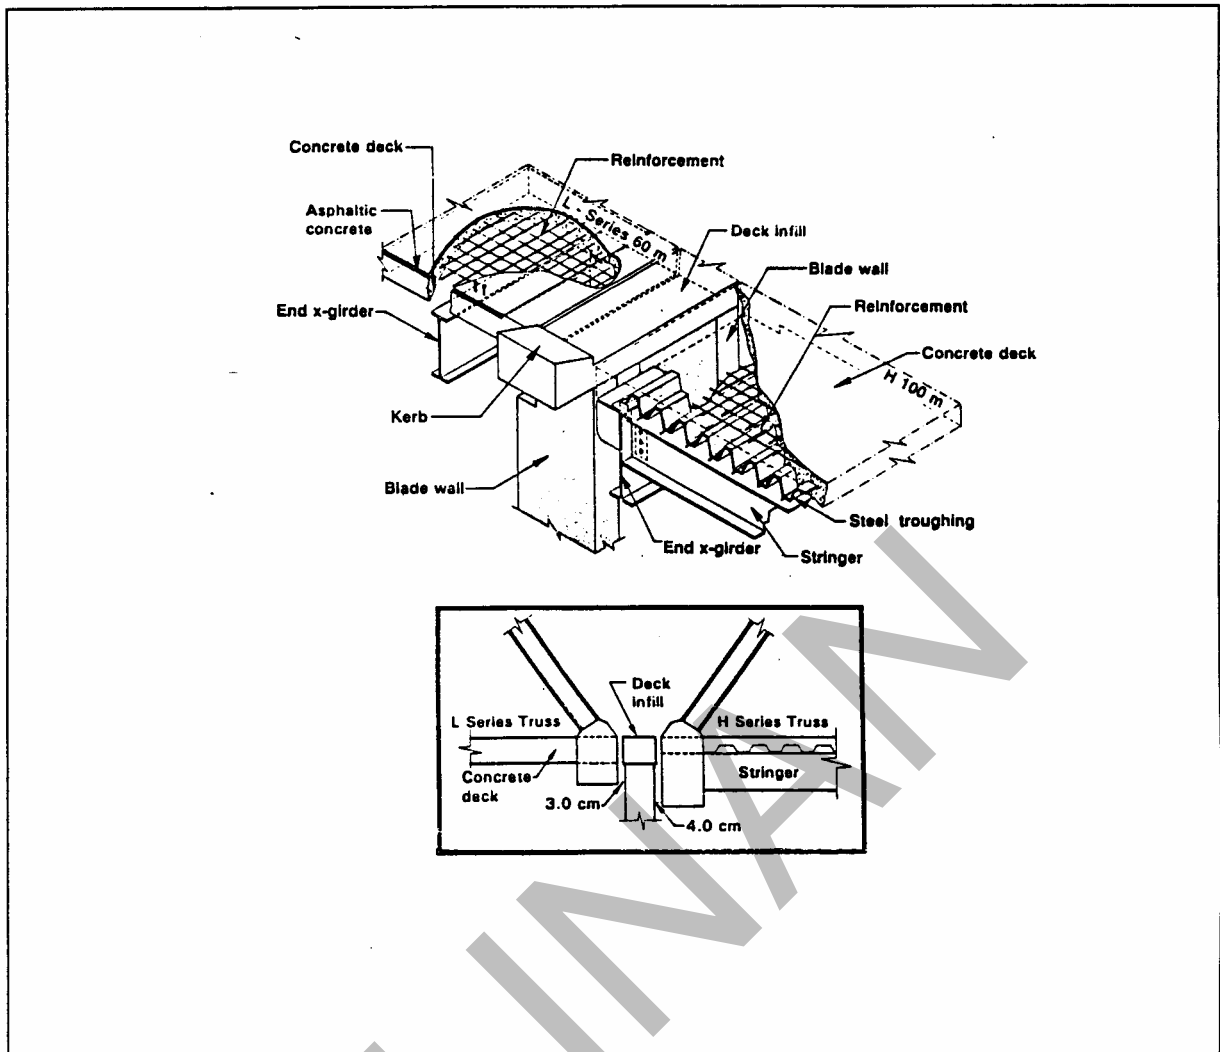 Concrete deck
Reinforcement
Asphaltic
concrete
L - Series 60 m
Deck infill
Blade wall
End x-girder
Reinforcement
Concrete deck
H 100 m
Kerb
Blade wall
Steel troughing
End x-girder
Stringer
Deck
infill
L Series Truss
H Series Truss
Concrete
deck
Stringer
3.0 cm
4.0 cm
INAN